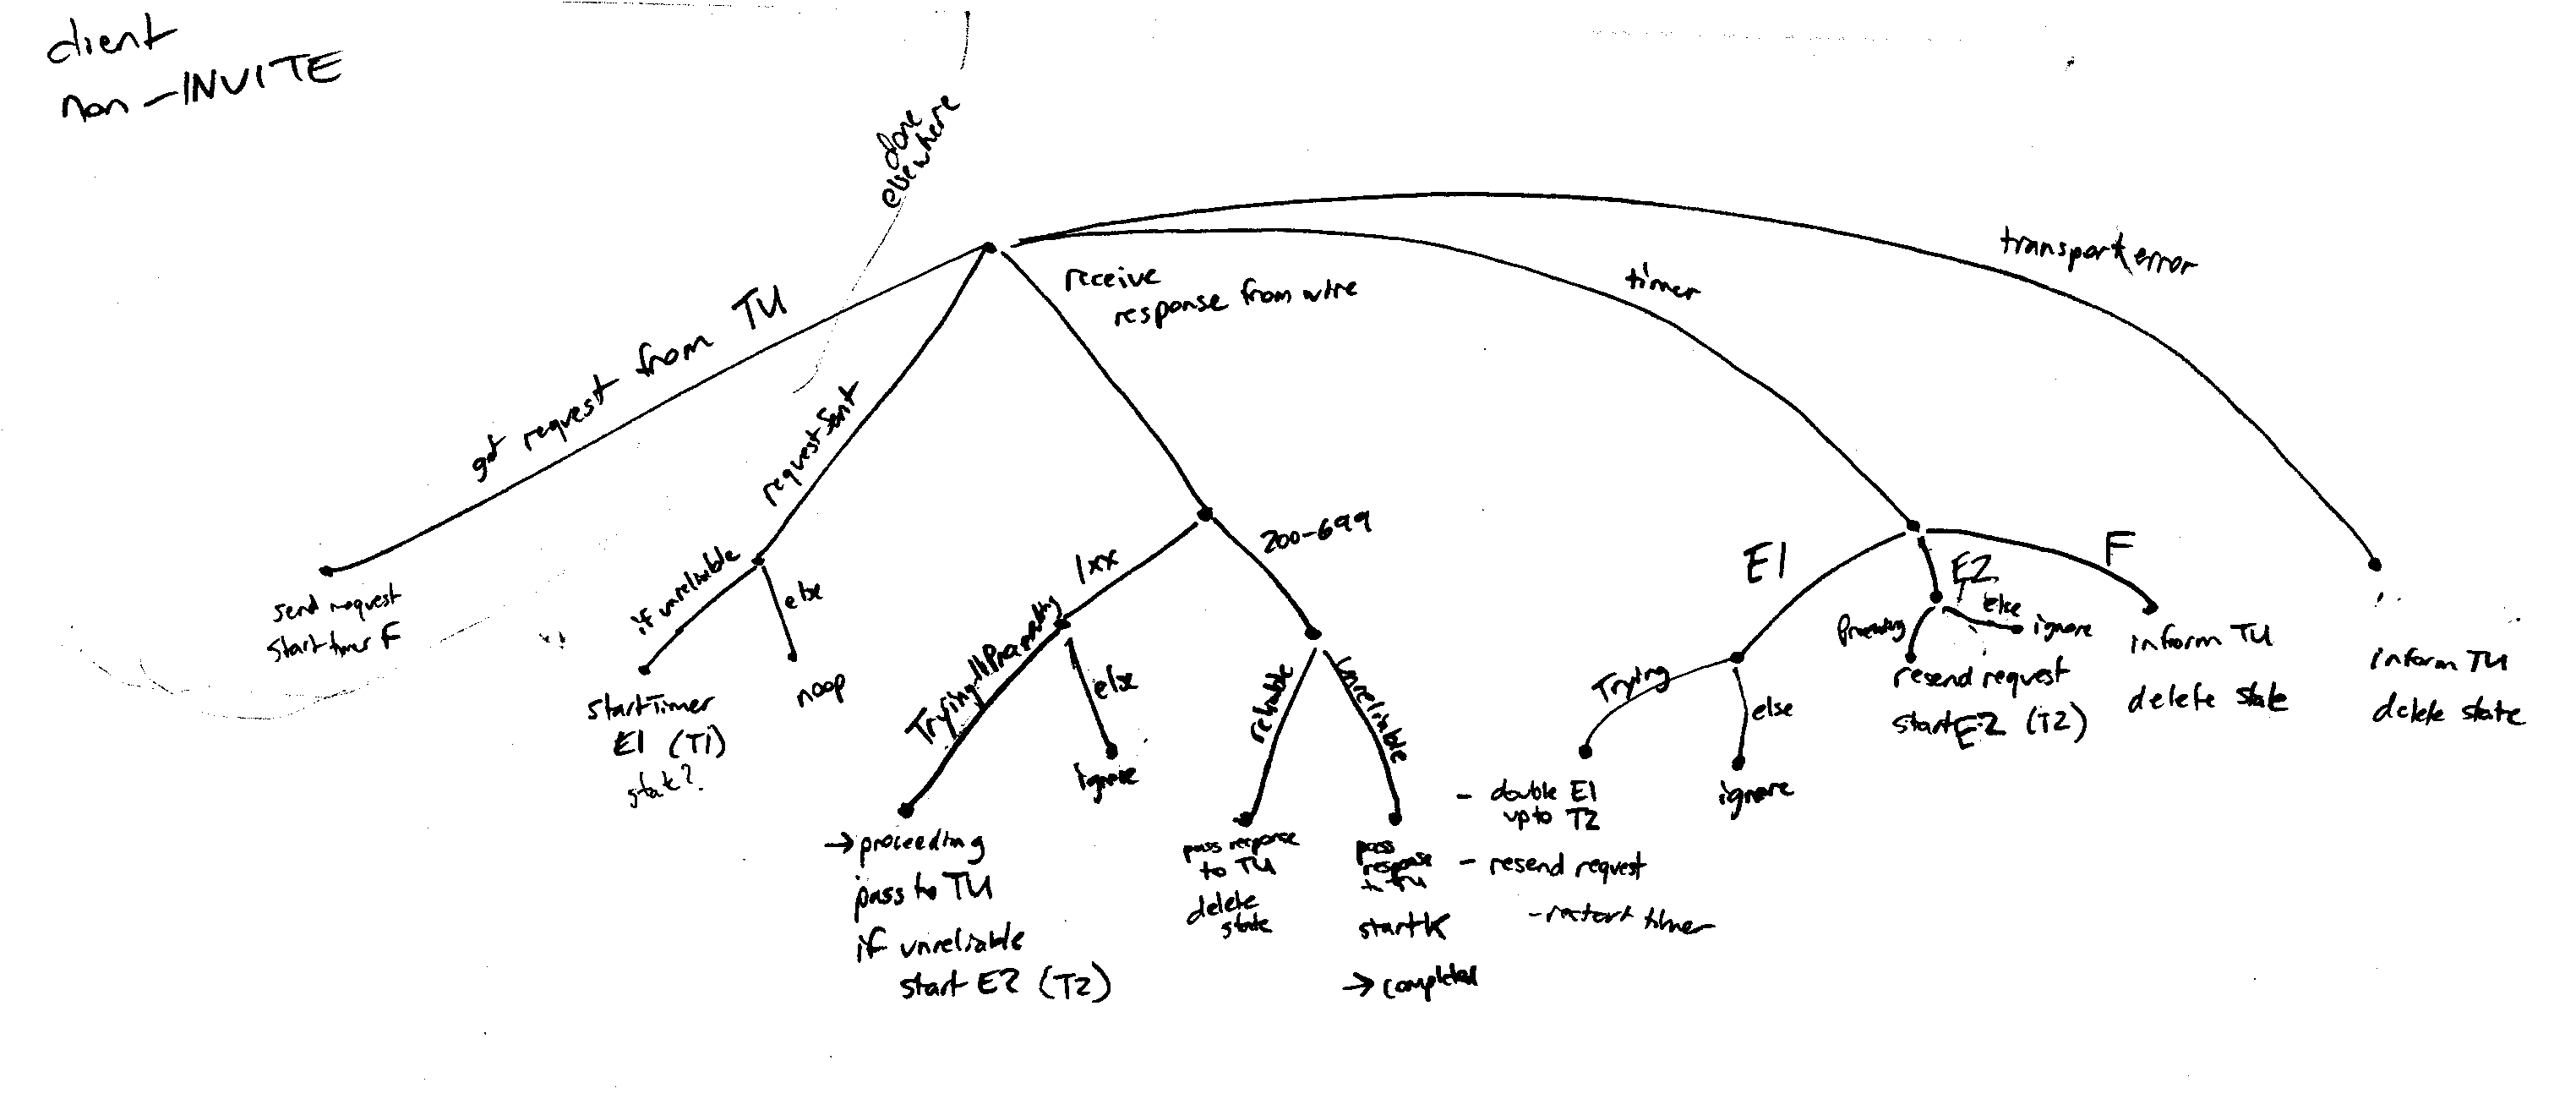 client
non-INVITE
done
elsewhere
got request from TU
send request
start timer F
request sent
if unreliable
start Timer
E1 (T1)
state?
else
noop
receive
response from wire
1xx
Trying || Proceeding
→ proceeding
pass to TU
if unreliable
start E2 (T2)
else
ignore
200-699
reliable
pass response
to TU
delete
state
unreliable
pass
response
to TU
start K
→ completed
timer
E1
Trying
- double E1
up to T2
- resend request
- restart timer
else
ignore
E2
Proceeding
resend request
start E2 (T2)
else
ignore
F
inform TU
delete state
transport error
inform TU
delete state